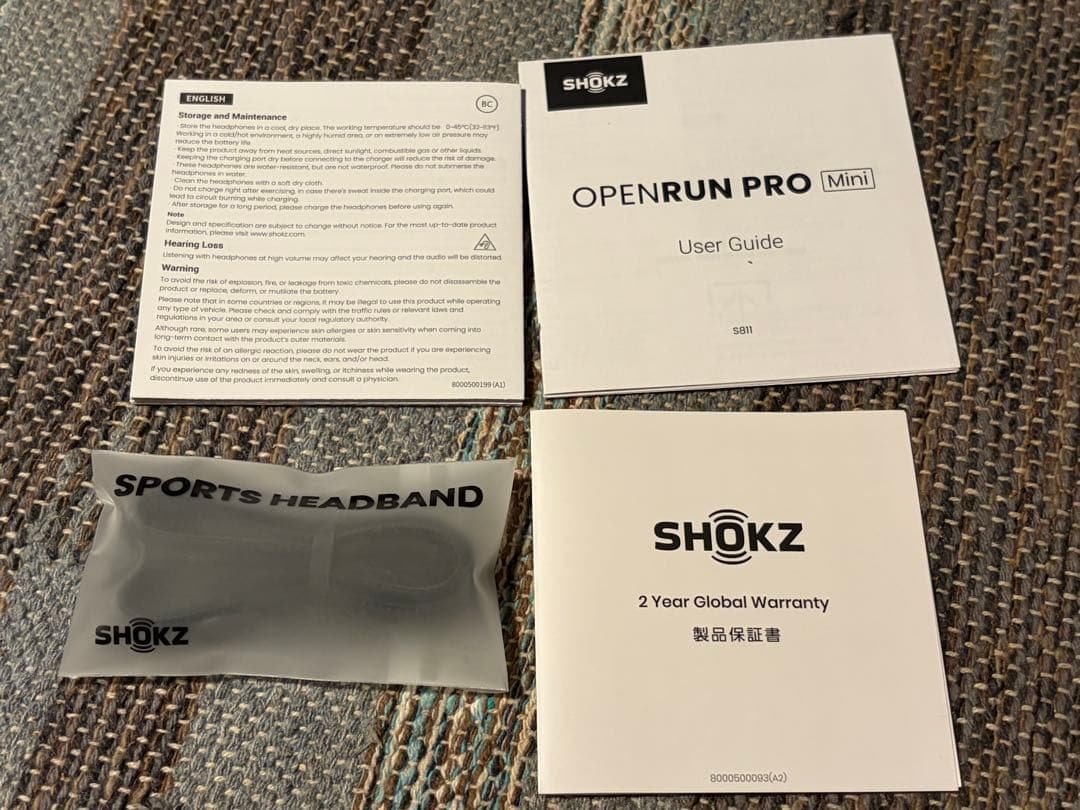 ENGLISH
BC
Storage and Maintenance
· Store the headphones in a cool, dry place. The working temperature should be 0-45°C(32-113°F).
Working in a cold/hot environment, a highly humid area, or an extremely low air pressure may
reduce the battery life.
· Keep the product away from heat sources, direct sunlight, combustible gas or other liquids.
· Keeping the charging port dry before connecting to the charger will reduce the risk of damage.
· These headphones are water-resistant, but are not waterproof. Please do not submerse the
headphones in water.
· Clean the headphones with a soft dry cloth.
· Do not charge right after exercising, in case there's sweat inside the charging port, which could
lead to circuit burning while charging.
· After storage for a long period, please charge the headphones before using again.
Note
Design and specification are subject to change without notice. For the most up-to-date product
information, please visit www.shokz.com.
Hearing Loss
Listening with headphones at high volume may affect your hearing and the audio will be distorted.
Warning
To avoid the risk of explosion, fire, or leakage from toxic chemicals, please do not disassemble the
product or replace, deform, or mutilate the battery.
Please note that in some countries or regions, it may be illegal to use this product while operating
any type of vehicle. Please check and comply with the traffic rules or relevant laws and
regulations in your area or consult your local regulatory authority.
Although rare, some users may experience skin allergies or skin sensitivity when coming into
long-term contact with the product's outer materials.
To avoid the risk of an allergic reaction, please do not wear the product if you are experiencing
skin injuries or irritations on or around the neck, ears, and/or head.
If you experience any redness of the skin, swelling, or itchiness while wearing the product,
discontinue use of the product immediately and consult a physician.
8000500199(A1)
SHOKZ
OPENRUN PRO Mini
User Guide
S811
SPORTS HEADBAND
SHOKZ
SHOKZ
2 Year Global Warranty
製品保証書
8000500093(A2)